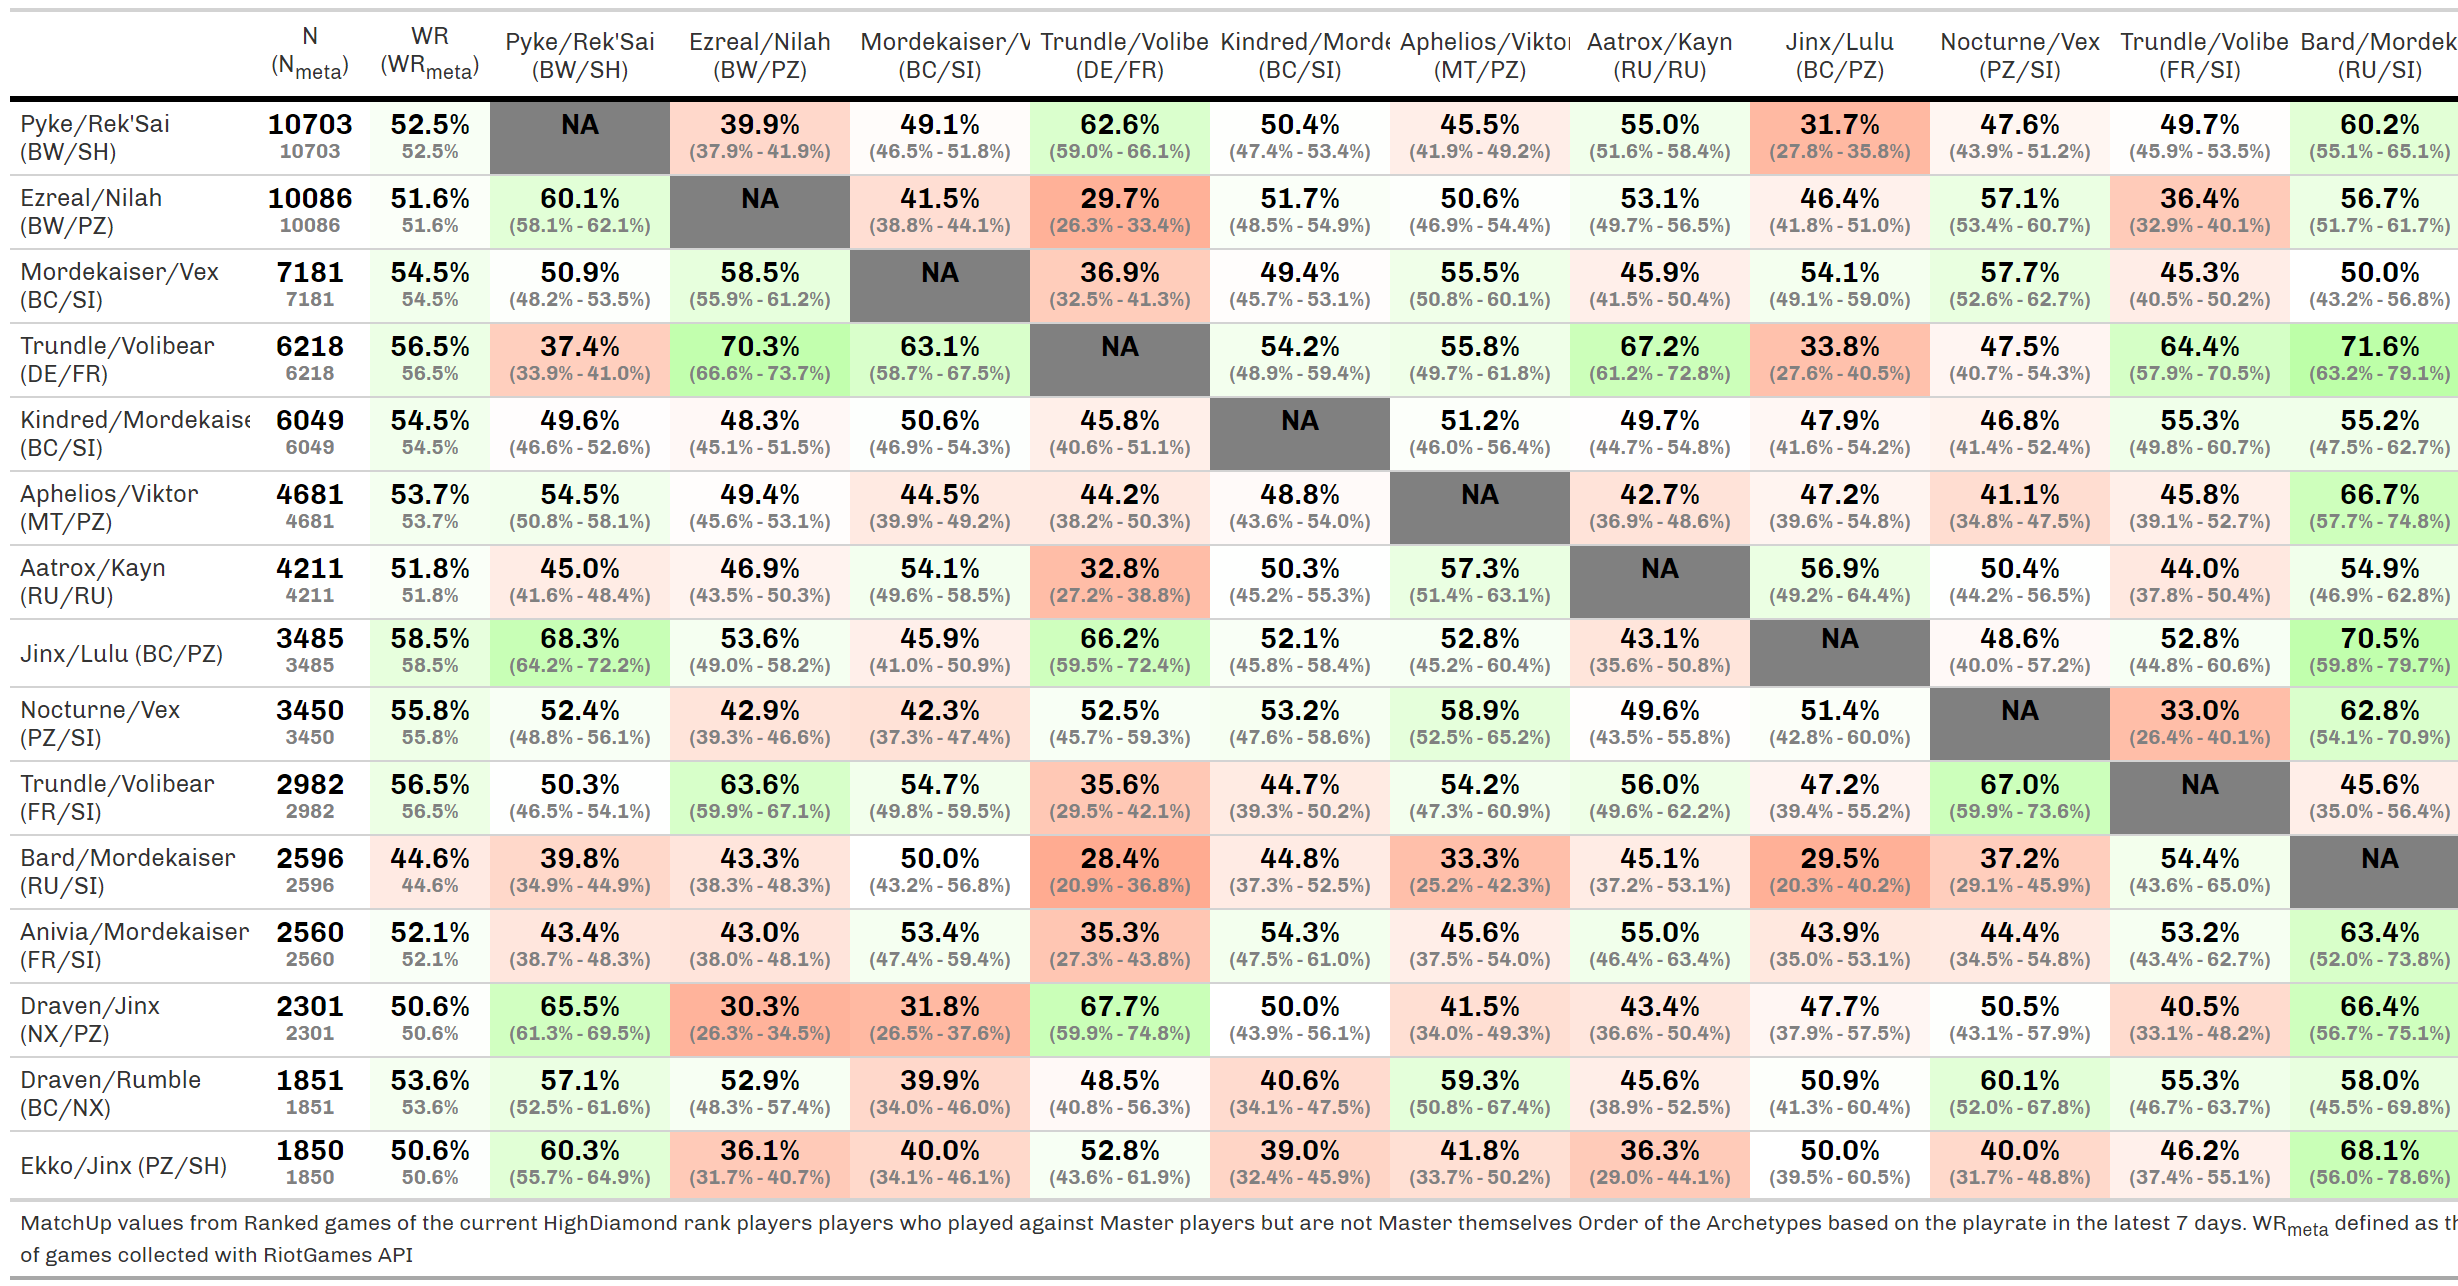 N WR Pyke/Rek'Sai Ezreal/Nilah Mordekaiser/V Trundle/Volibe Kindred/Morde Aphelios/Viktor Aatrox/Kayn Jinx/Lulu Nocturne/Vex Trundle/Volibe Bard/Mordek
(Nmeta) (WRmeta) (BW/SH) (BW/PZ) (BC/SI) (DE/FR) (BC/SI) (MT/PZ) (RU/RU) (BC/PZ) (PZ/SI) (FR/SI) (RU/SI)
Pyke/Rek'Sai 10703 52.5% NA 39.9% 49.1% 62.6% 50.4% 45.5% 55.0% 31.7% 47.6% 49.7% 60.2%
(BW/SH) 10703 52.5% (37.9% - 41.9%) (46.5% - 51.8%) (59.0% - 66.1%) (47.4% - 53.4%) (41.9% - 49.2%) (51.6% - 58.4%) (27.8% - 35.8%) (43.9% - 51.2%) (45.9% - 53.5%) (55.1% - 65.1%)
Ezreal/Nilah 10086 51.6% 60.1% NA 41.5% 29.7% 51.7% 50.6% 53.1% 46.4% 57.1% 36.4% 56.7%
(BW/PZ) 10086 51.6% (58.1% - 62.1%) (38.8% - 44.1%) (26.3% - 33.4%) (48.5% - 54.9%) (46.9% - 54.4%) (49.7% - 56.5%) (41.8% - 51.0%) (53.4% - 60.7%) (32.9% - 40.1%) (51.7% - 61.7%)
Mordekaiser/Vex 7181 54.5% 50.9% 58.5% NA 36.9% 49.4% 55.5% 45.9% 54.1% 57.7% 45.3% 50.0%
(BC/SI) 7181 54.5% (48.2% - 53.5%) (55.9% - 61.2%) (32.5% - 41.3%) (45.7% - 53.1%) (50.8% - 60.1%) (41.5% - 50.4%) (49.1% - 59.0%) (52.6% - 62.7%) (40.5% - 50.2%) (43.2% - 56.8%)
Trundle/Volibear 6218 56.5% 37.4% 70.3% 63.1% NA 54.2% 55.8% 67.2% 33.8% 47.5% 64.4% 71.6%
(DE/FR) 6218 56.5% (33.9% - 41.0%) (66.6% - 73.7%) (58.7% - 67.5%) (48.9% - 59.4%) (49.7% - 61.8%) (61.2% - 72.8%) (27.6% - 40.5%) (40.7% - 54.3%) (57.9% - 70.5%) (63.2% - 79.1%)
Kindred/Mordekaise 6049 54.5% 49.6% 48.3% 50.6% 45.8% NA 51.2% 49.7% 47.9% 46.8% 55.3% 55.2%
(BC/SI) 6049 54.5% (46.6% - 52.6%) (45.1% - 51.5%) (46.9% - 54.3%) (40.6% - 51.1%) (46.0% - 56.4%) (44.7% - 54.8%) (41.6% - 54.2%) (41.4% - 52.4%) (49.8% - 60.7%) (47.5% - 62.7%)
Aphelios/Viktor 4681 53.7% 54.5% 49.4% 44.5% 44.2% 48.8% NA 42.7% 47.2% 41.1% 45.8% 66.7%
(MT/PZ) 4681 53.7% (50.8% - 58.1%) (45.6% - 53.1%) (39.9% - 49.2%) (38.2% - 50.3%) (43.6% - 54.0%) (36.9% - 48.6%) (39.6% - 54.8%) (34.8% - 47.5%) (39.1% - 52.7%) (57.7% - 74.8%)
Aatrox/Kayn 4211 51.8% 45.0% 46.9% 54.1% 32.8% 50.3% 57.3% NA 56.9% 50.4% 44.0% 54.9%
(RU/RU) 4211 51.8% (41.6% - 48.4%) (43.5% - 50.3%) (49.6% - 58.5%) (27.2% - 38.8%) (45.2% - 55.3%) (51.4% - 63.1%) (49.2% - 64.4%) (44.2% - 56.5%) (37.8% - 50.4%) (46.9% - 62.8%)
Jinx/Lulu (BC/PZ) 3485 58.5% 68.3% 53.6% 45.9% 66.2% 52.1% 52.8% 43.1% NA 48.6% 52.8% 70.5%
3485 58.5% (64.2% - 72.2%) (49.0% - 58.2%) (41.0% - 50.9%) (59.5% - 72.4%) (45.8% - 58.4%) (45.2% - 60.4%) (35.6% - 50.8%) (40.0% - 57.2%) (44.8% - 60.6%) (59.8% - 79.7%)
Nocturne/Vex 3450 55.8% 52.4% 42.9% 42.3% 52.5% 53.2% 58.9% 49.6% 51.4% NA 33.0% 62.8%
(PZ/SI) 3450 55.8% (48.8% - 56.1%) (39.3% - 46.6%) (37.3% - 47.4%) (45.7% - 59.3%) (47.6% - 58.6%) (52.5% - 65.2%) (43.5% - 55.8%) (42.8% - 60.0%) (26.4% - 40.1%) (54.1% - 70.9%)
Trundle/Volibear 2982 56.5% 50.3% 63.6% 54.7% 35.6% 44.7% 54.2% 56.0% 47.2% 67.0% NA 45.6%
(FR/SI) 2982 56.5% (46.5% - 54.1%) (59.9% - 67.1%) (49.8% - 59.5%) (29.5% - 42.1%) (39.3% - 50.2%) (47.3% - 60.9%) (49.6% - 62.2%) (39.4% - 55.2%) (59.9% - 73.6%) (35.0% - 56.4%)
Bard/Mordekaiser 2596 44.6% 39.8% 43.3% 50.0% 28.4% 44.8% 33.3% 45.1% 29.5% 37.2% 54.4% NA
(RU/SI) 2596 44.6% (34.9% - 44.9%) (38.3% - 48.3%) (43.2% - 56.8%) (20.9% - 36.8%) (37.3% - 52.5%) (25.2% - 42.3%) (37.2% - 53.1%) (20.3% - 40.2%) (29.1% - 45.9%) (43.6% - 65.0%)
Anivia/Mordekaiser 2560 52.1% 43.4% 43.0% 53.4% 35.3% 54.3% 45.6% 55.0% 43.9% 44.4% 53.2% 63.4%
(FR/SI) 2560 52.1% (38.7% - 48.3%) (38.0% - 48.1%) (47.4% - 59.4%) (27.3% - 43.8%) (47.5% - 61.0%) (37.5% - 54.0%) (46.4% - 63.4%) (35.0% - 53.1%) (34.5% - 54.8%) (43.4% - 62.7%) (52.0% - 73.8%)
Draven/Jinx 2301 50.6% 65.5% 30.3% 31.8% 67.7% 50.0% 41.5% 43.4% 47.7% 50.5% 40.5% 66.4%
(NX/PZ) 2301 50.6% (61.3% - 69.5%) (26.3% - 34.5%) (26.5% - 37.6%) (59.9% - 74.8%) (43.9% - 56.1%) (34.0% - 49.3%) (36.6% - 50.4%) (37.9% - 57.5%) (43.1% - 57.9%) (33.1% - 48.2%) (56.7% - 75.1%)
Draven/Rumble 1851 53.6% 57.1% 52.9% 39.9% 48.5% 40.6% 59.3% 45.6% 50.9% 60.1% 55.3% 58.0%
(BC/NX) 1851 53.6% (52.5% - 61.6%) (48.3% - 57.4%) (34.0% - 46.0%) (40.8% - 56.3%) (34.1% - 47.5%) (50.8% - 67.4%) (38.9% - 52.5%) (41.3% - 60.4%) (52.0% - 67.8%) (46.7% - 63.7%) (45.5% - 69.8%)
Ekko/Jinx (PZ/SH) 1850 50.6% 60.3% 36.1% 40.0% 52.8% 39.0% 41.8% 36.3% 50.0% 40.0% 46.2% 68.1%
1850 50.6% (55.7% - 64.9%) (31.7% - 40.7%) (34.1% - 46.1%) (43.6% - 61.9%) (32.4% - 45.9%) (33.7% - 50.2%) (29.0% - 44.1%) (39.5% - 60.5%) (31.7% - 48.8%) (37.4% - 55.1%) (56.0% - 78.6%)
MatchUp values from Ranked games of the current HighDiamond rank players players who played against Master players but are not Master themselves Order of the Archetypes based on the playrate in the latest 7 days. WRmeta defined as th
of games collected with RiotGames API